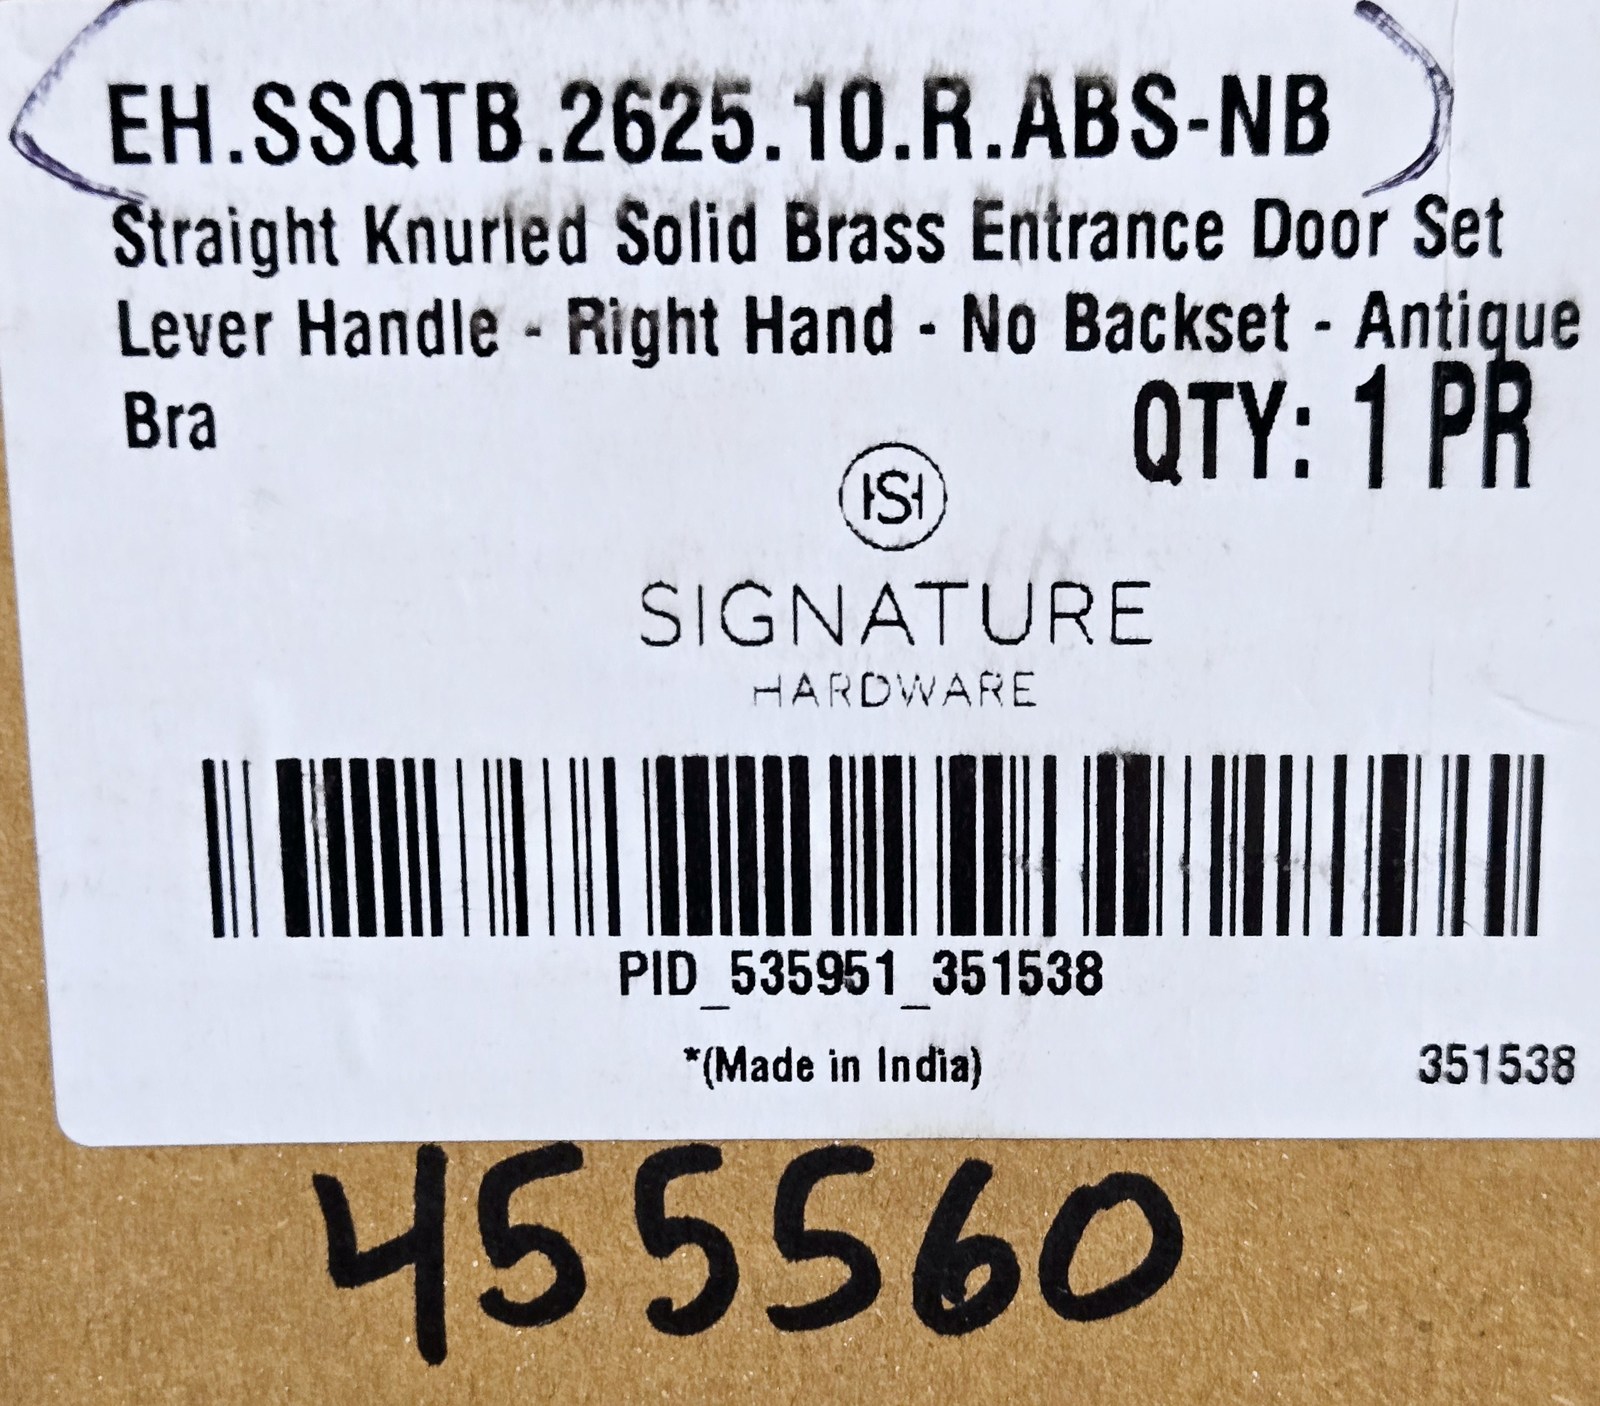 EH.SSQTB.2625.10.R.ABS-NB
Straight Knurled Solid Brass Entrance Door Set
Lever Handle - Right Hand - No Backset - Antique
Bra
QTY: 1 PR
SH
SIGNATURE
HARDWARE
PID_535951_351538
*(Made in India)
351538
455560